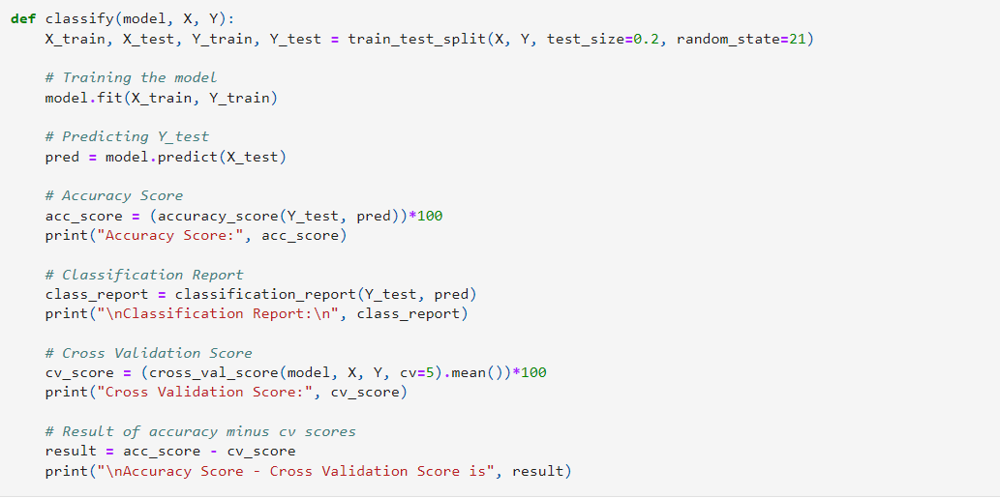 def classify(model, X, Y):
    X_train, X_test, Y_train, Y_test = train_test_split(X, Y, test_size=0.2, random_state=21)
    # Training the model
    model.fit(X_train, Y_train)
    # Predicting Y_test
    pred = model.predict(X_test)
    # Accuracy Score
    acc_score = (accuracy_score(Y_test, pred))*100
    print("Accuracy Score:", acc_score)
    # Classification Report
    class_report = classification_report(Y_test, pred)
    print("\nClassification Report:\n", class_report)
    # Cross Validation Score
    cv_score = (cross_val_score(model, X, Y, cv=5).mean())*100
    print("Cross Validation Score:", cv_score)
    # Result of accuracy minus cv scores
    result = acc_score - cv_score
    print("\nAccuracy Score - Cross Validation Score is", result)